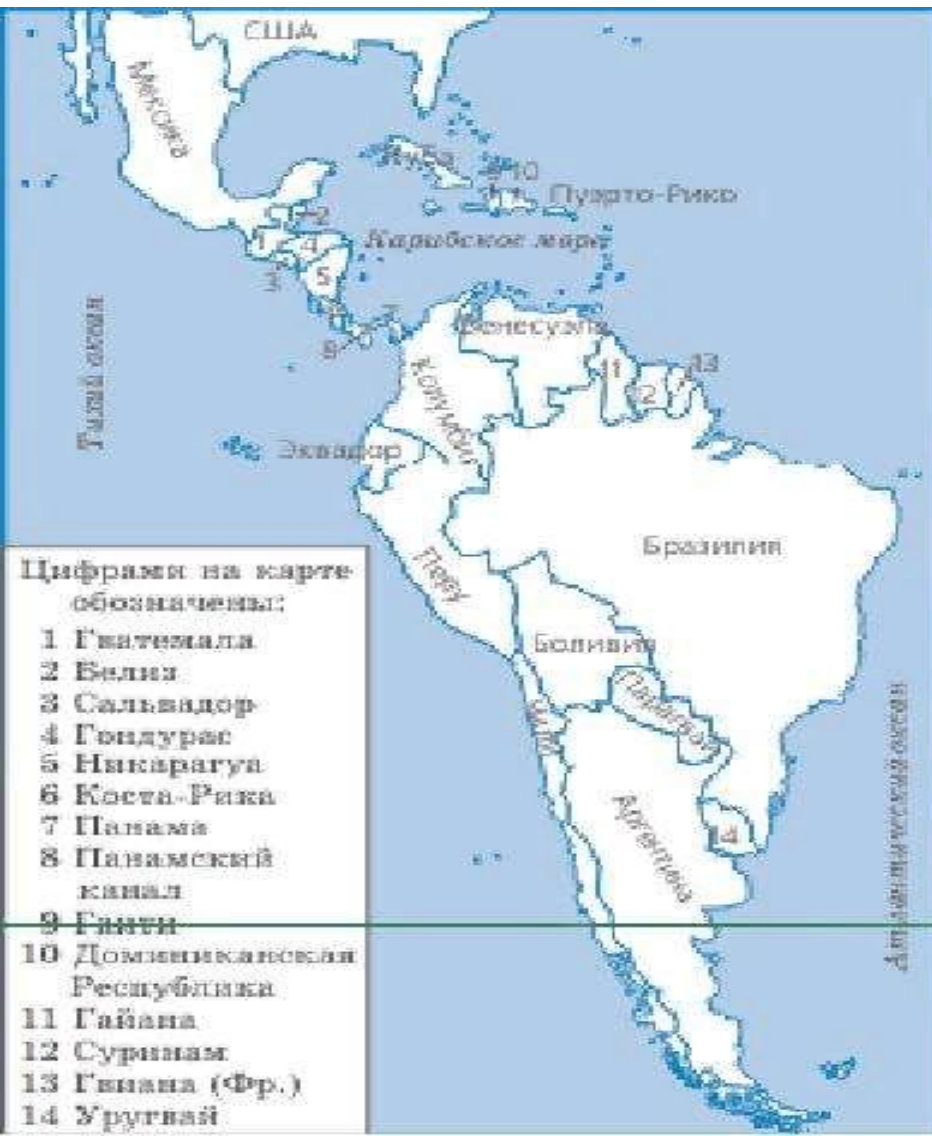 США
Мексика
Куба
9
10
Пуэрто-Рико
2
1
4
Карибское море
3
5
6
7
8
Венесуэла
Колумбия
11
12
13
Тихий океан
Эквадор
Бразилия
Перу
Боливия
Парагвай
Чили
Аргентина
14
Атлантический океан
Цифрами на карте
обозначены:
1 Гватемала
2 Белиз
3 Сальвадор
4 Гондурас
5 Никарагуа
6 Коста-Рика
7 Панама
8 Панамский
канал
9 Гаити
10 Доминиканская
Республика
11 Гайана
12 Суринам
13 Гвиана (Фр.)
14 Уругвай